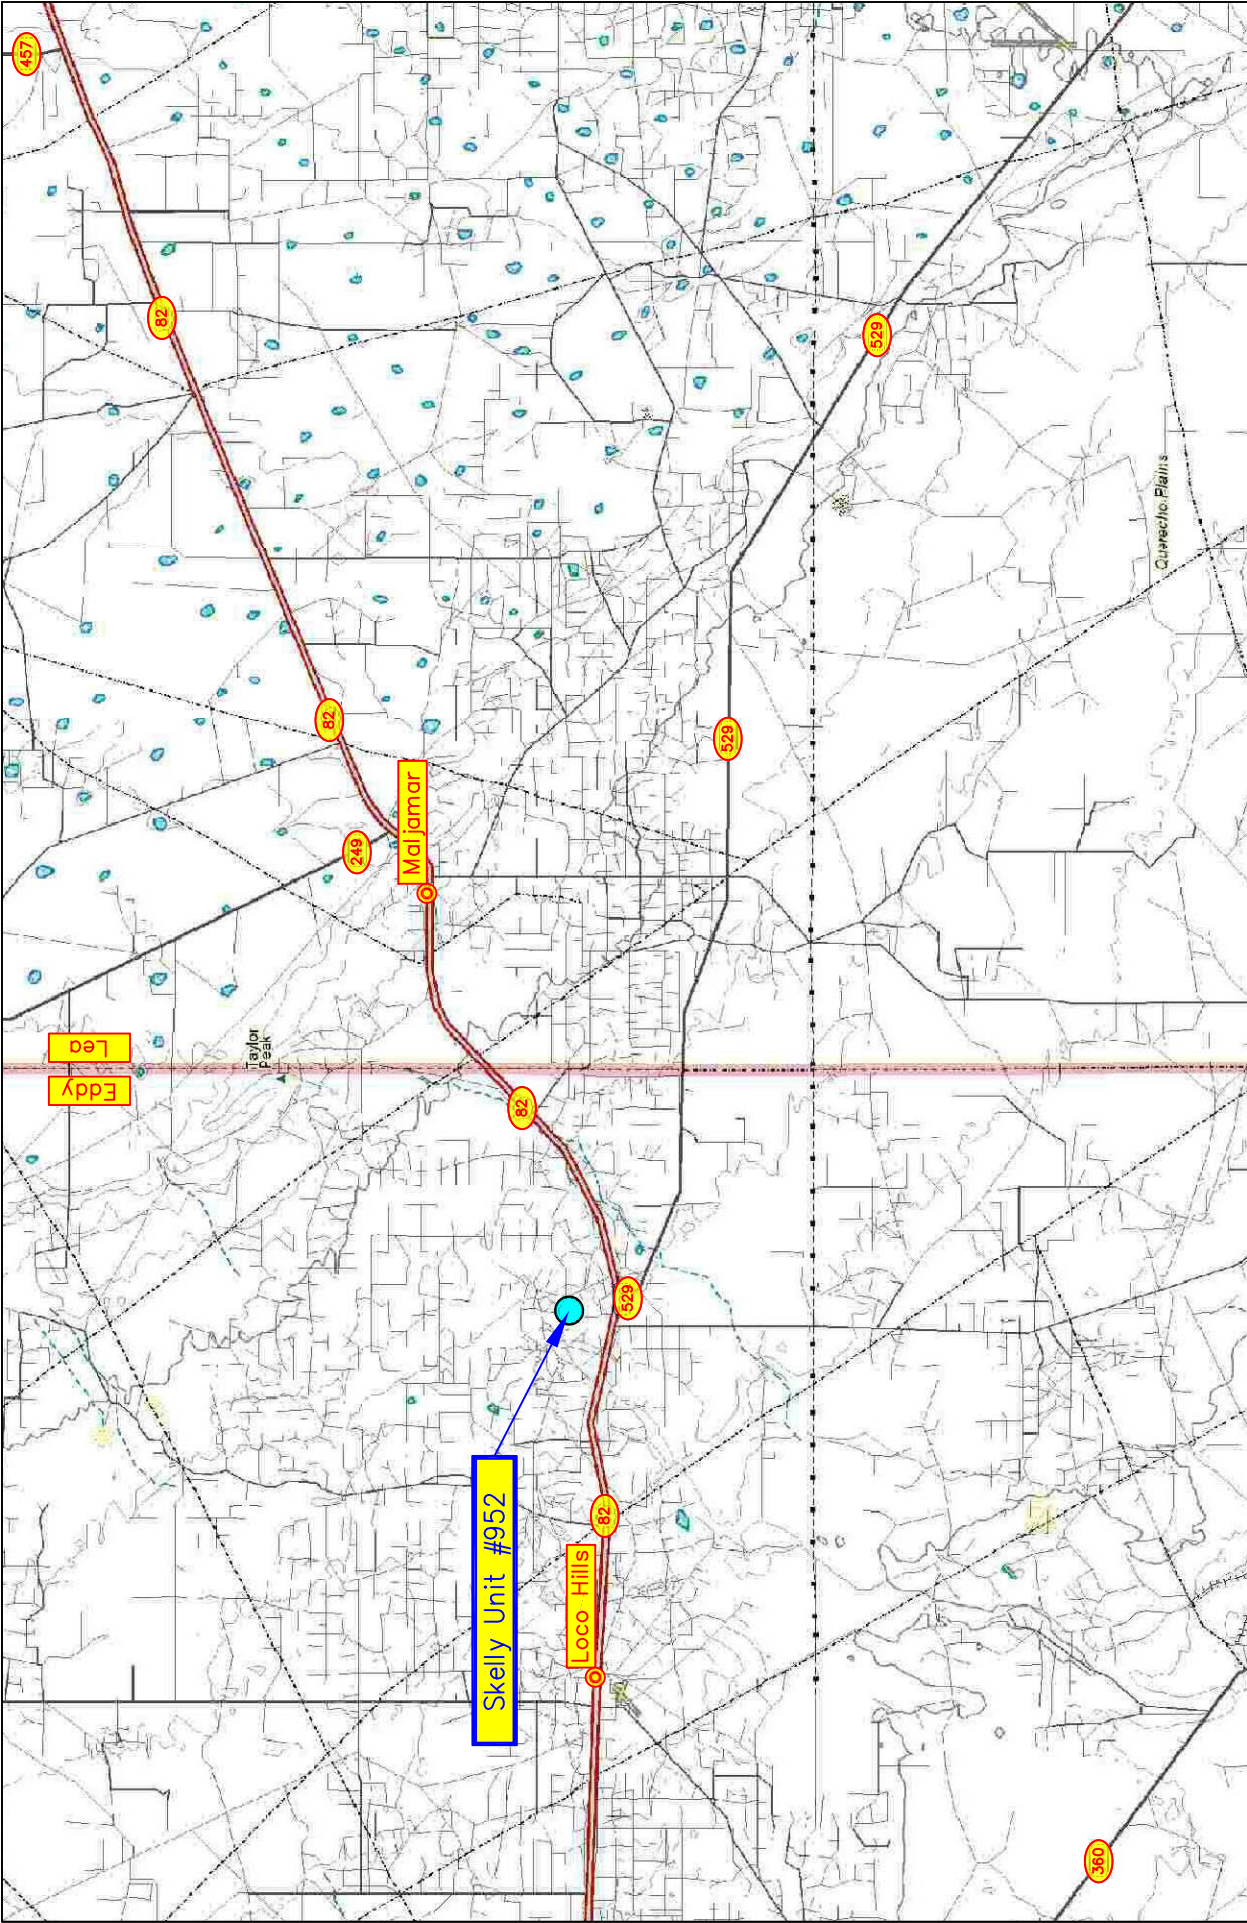 457
82
529
Querecho Plains
82
529
249
Maljamar
Lea
Eddy
Taylor
Peak
82
529
Skelly Unit #952
82
Loco Hills
360